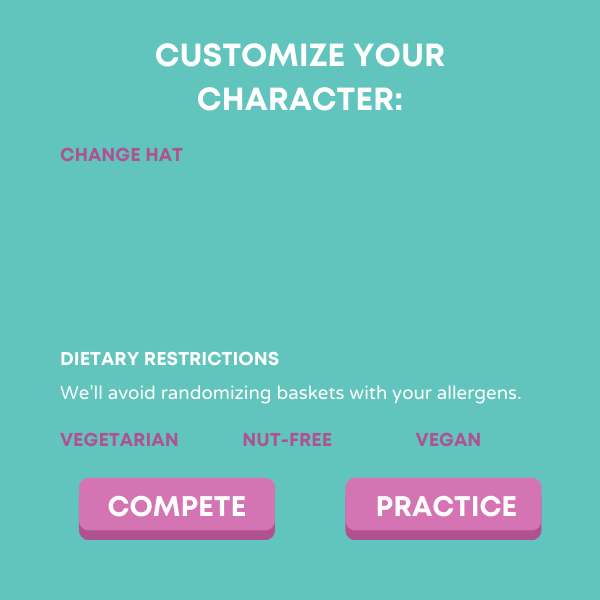 CUSTOMIZE YOUR
CHARACTER:
CHANGE HAT
DIETARY RESTRICTIONS
We'll avoid randomizing baskets with your allergens.
VEGETARIAN NUT-FREE VEGAN
COMPETE PRACTICE